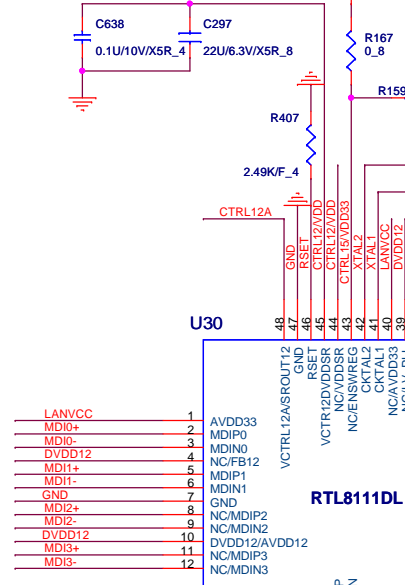 C638
0.1U/10V/X5R_4
C297
22U/6.3V/X5R_8
R167
0_8
R159
R407
2.49K/F_4
CTRL12A
GND
RSET
CTRL12/VDD
CTRL12/VDD
CTRL15/VDD33
XTAL2
XTAL1
LANVCC
DVDD12
U30
48
47
46
45
44
43
42
41
40
39
VCTRL12A/SROUT12
GND
RSET
VCTR12DVDDSR
NC/VDDSR
NC/ENSWREG
CKTAL2
CKTAL1
NC/AVDD33
LANVCC 1 AVDD33
MDI0+ 2 MDIP0
MDI0- 3 MDIN0
DVDD12 4 NC/FB12
MDI1+ 5 MDIP1
MDI1- 6 MDIN1
GND 7 GND
MDI2+ 8 NC/MDIP2
MDI2- 9 NC/MDIN2
DVDD12 10 DVDD12/AVDD12
MDI3+ 11 NC/MDIP3
MDI3- 12 NC/MDIN3
RTL8111DL